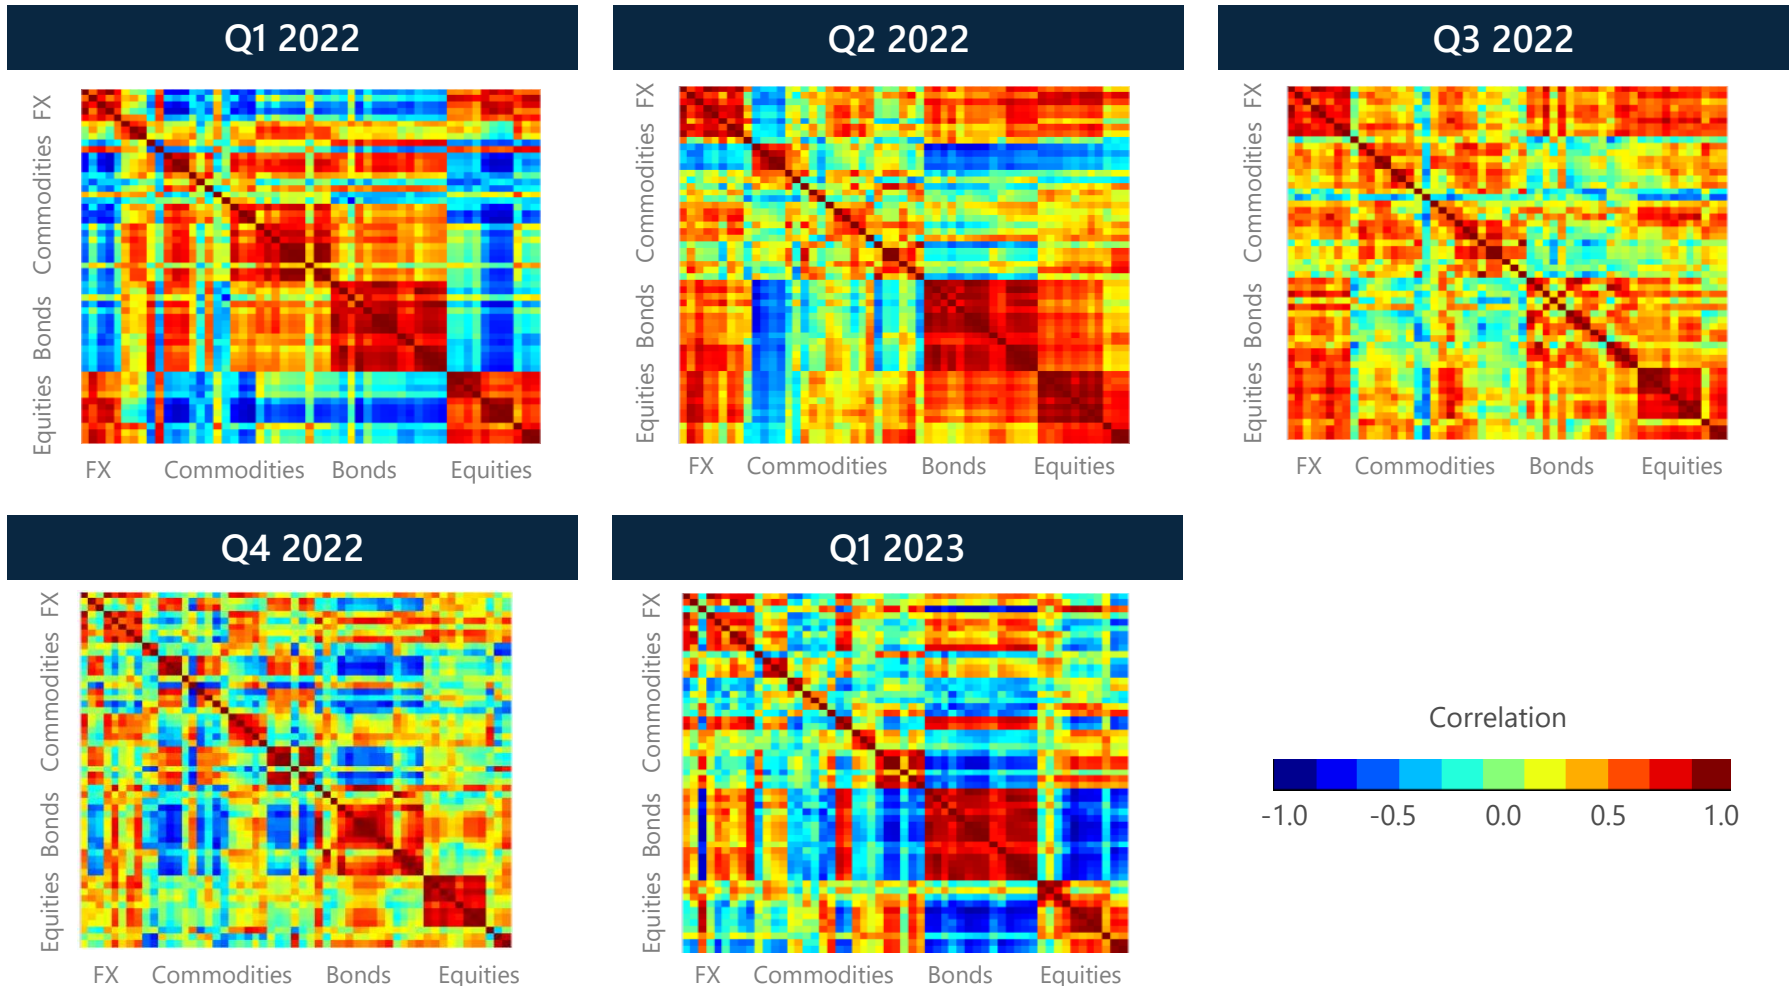 Q1 2022
Q2 2022
Q3 2022
FX
Commodities
Bonds
Equities
FX
Commodities
Bonds
Equities
FX
Commodities
Bonds
Equities
FX Commodities Bonds Equities
FX Commodities Bonds Equities
FX Commodities Bonds Equities
Q4 2022
Q1 2023
FX
Commodities
Bonds
Equities
FX
Commodities
Bonds
Equities
FX Commodities Bonds Equities
FX Commodities Bonds Equities
Correlation
-1.0 -0.5 0.0 0.5 1.0